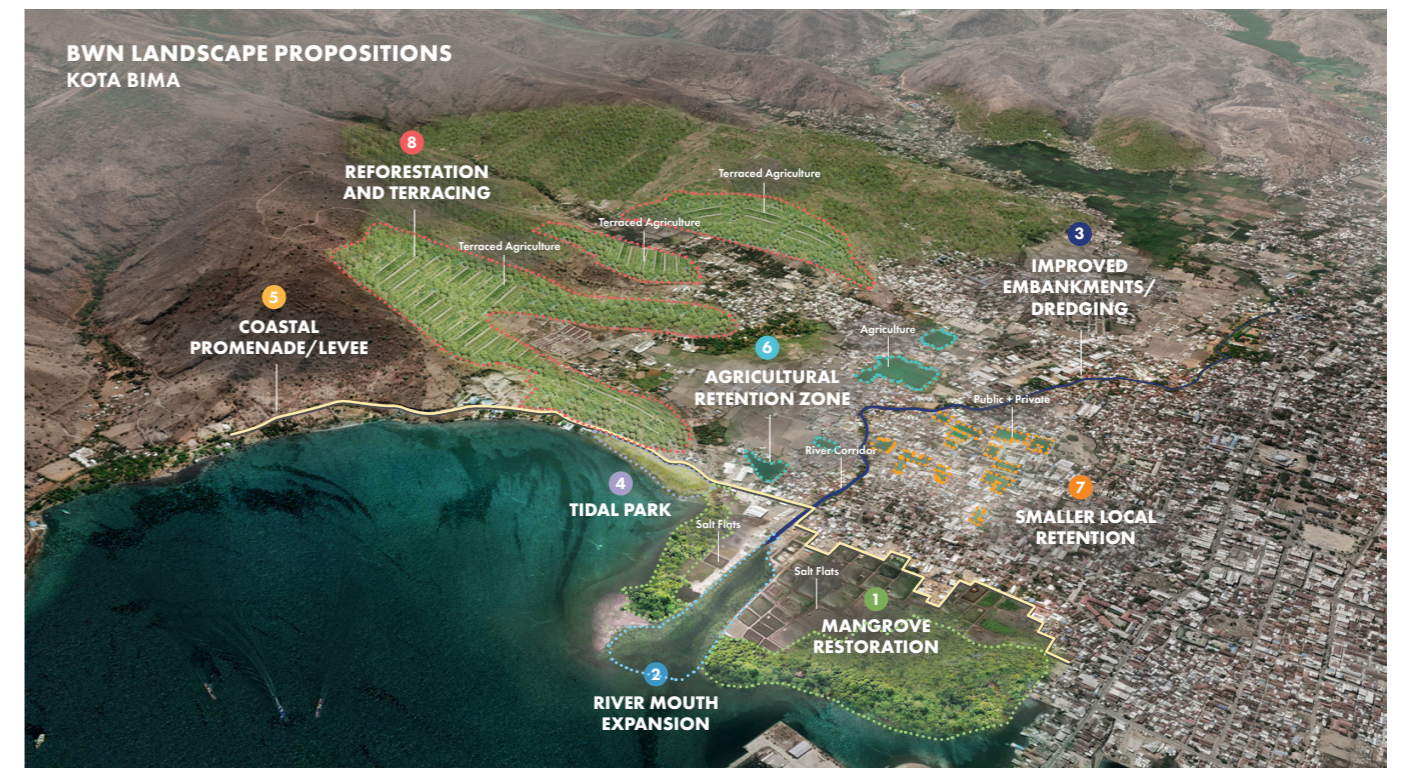 BWN LANDSCAPE PROPOSITIONS
KOTA BIMA
8
REFORESTATION
AND TERRACING
Terraced Agriculture
Terraced Agriculture
Terraced Agriculture
3
IMPROVED
EMBANKMENTS/
DREDGING
5
COASTAL
PROMENADE/LEVEE
6
AGRICULTURAL
RETENTION ZONE
Agriculture
Public + Private
River Corridor
4
TIDAL PARK
7
SMALLER LOCAL
RETENTION
Salt Flats
Salt Flats
1
MANGROVE
RESTORATION
2
RIVER MOUTH
EXPANSION